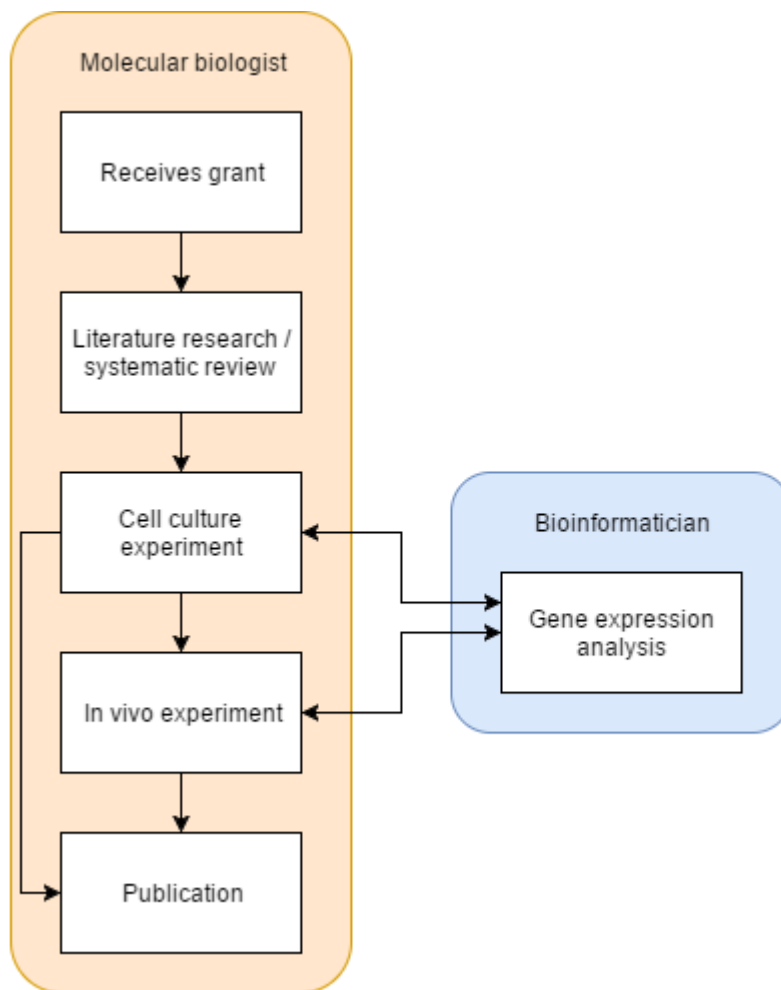 Molecular biologist
Receives grant
Literature research /
systematic review
Cell culture
experiment
In vivo experiment
Publication
Bioinformatician
Gene expression
analysis